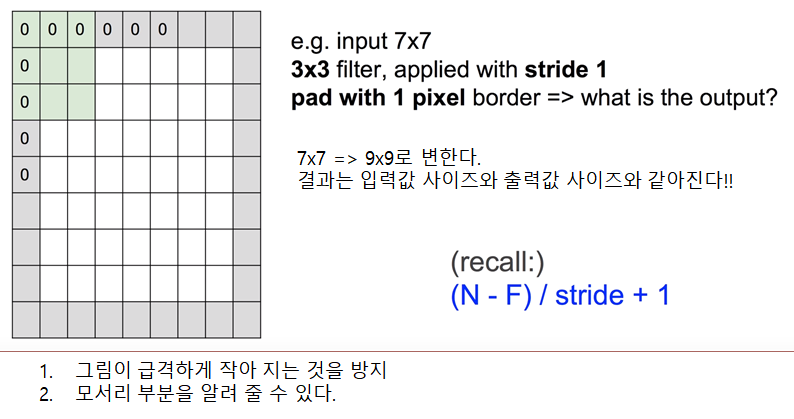 0 0 0 0 0 0
0
0
0
0
e.g. input 7x7
3x3 filter, applied with stride 1
pad with 1 pixel border => what is the output?
7x7 => 9x9로 변한다.
결과는 입력값 사이즈와 출력값 사이즈와 같아진다!!
(recall:)
(N - F) / stride + 1
1. 그림이 급격하게 작아 지는 것을 방지
2. 모서리 부분을 알려 줄 수 있다.